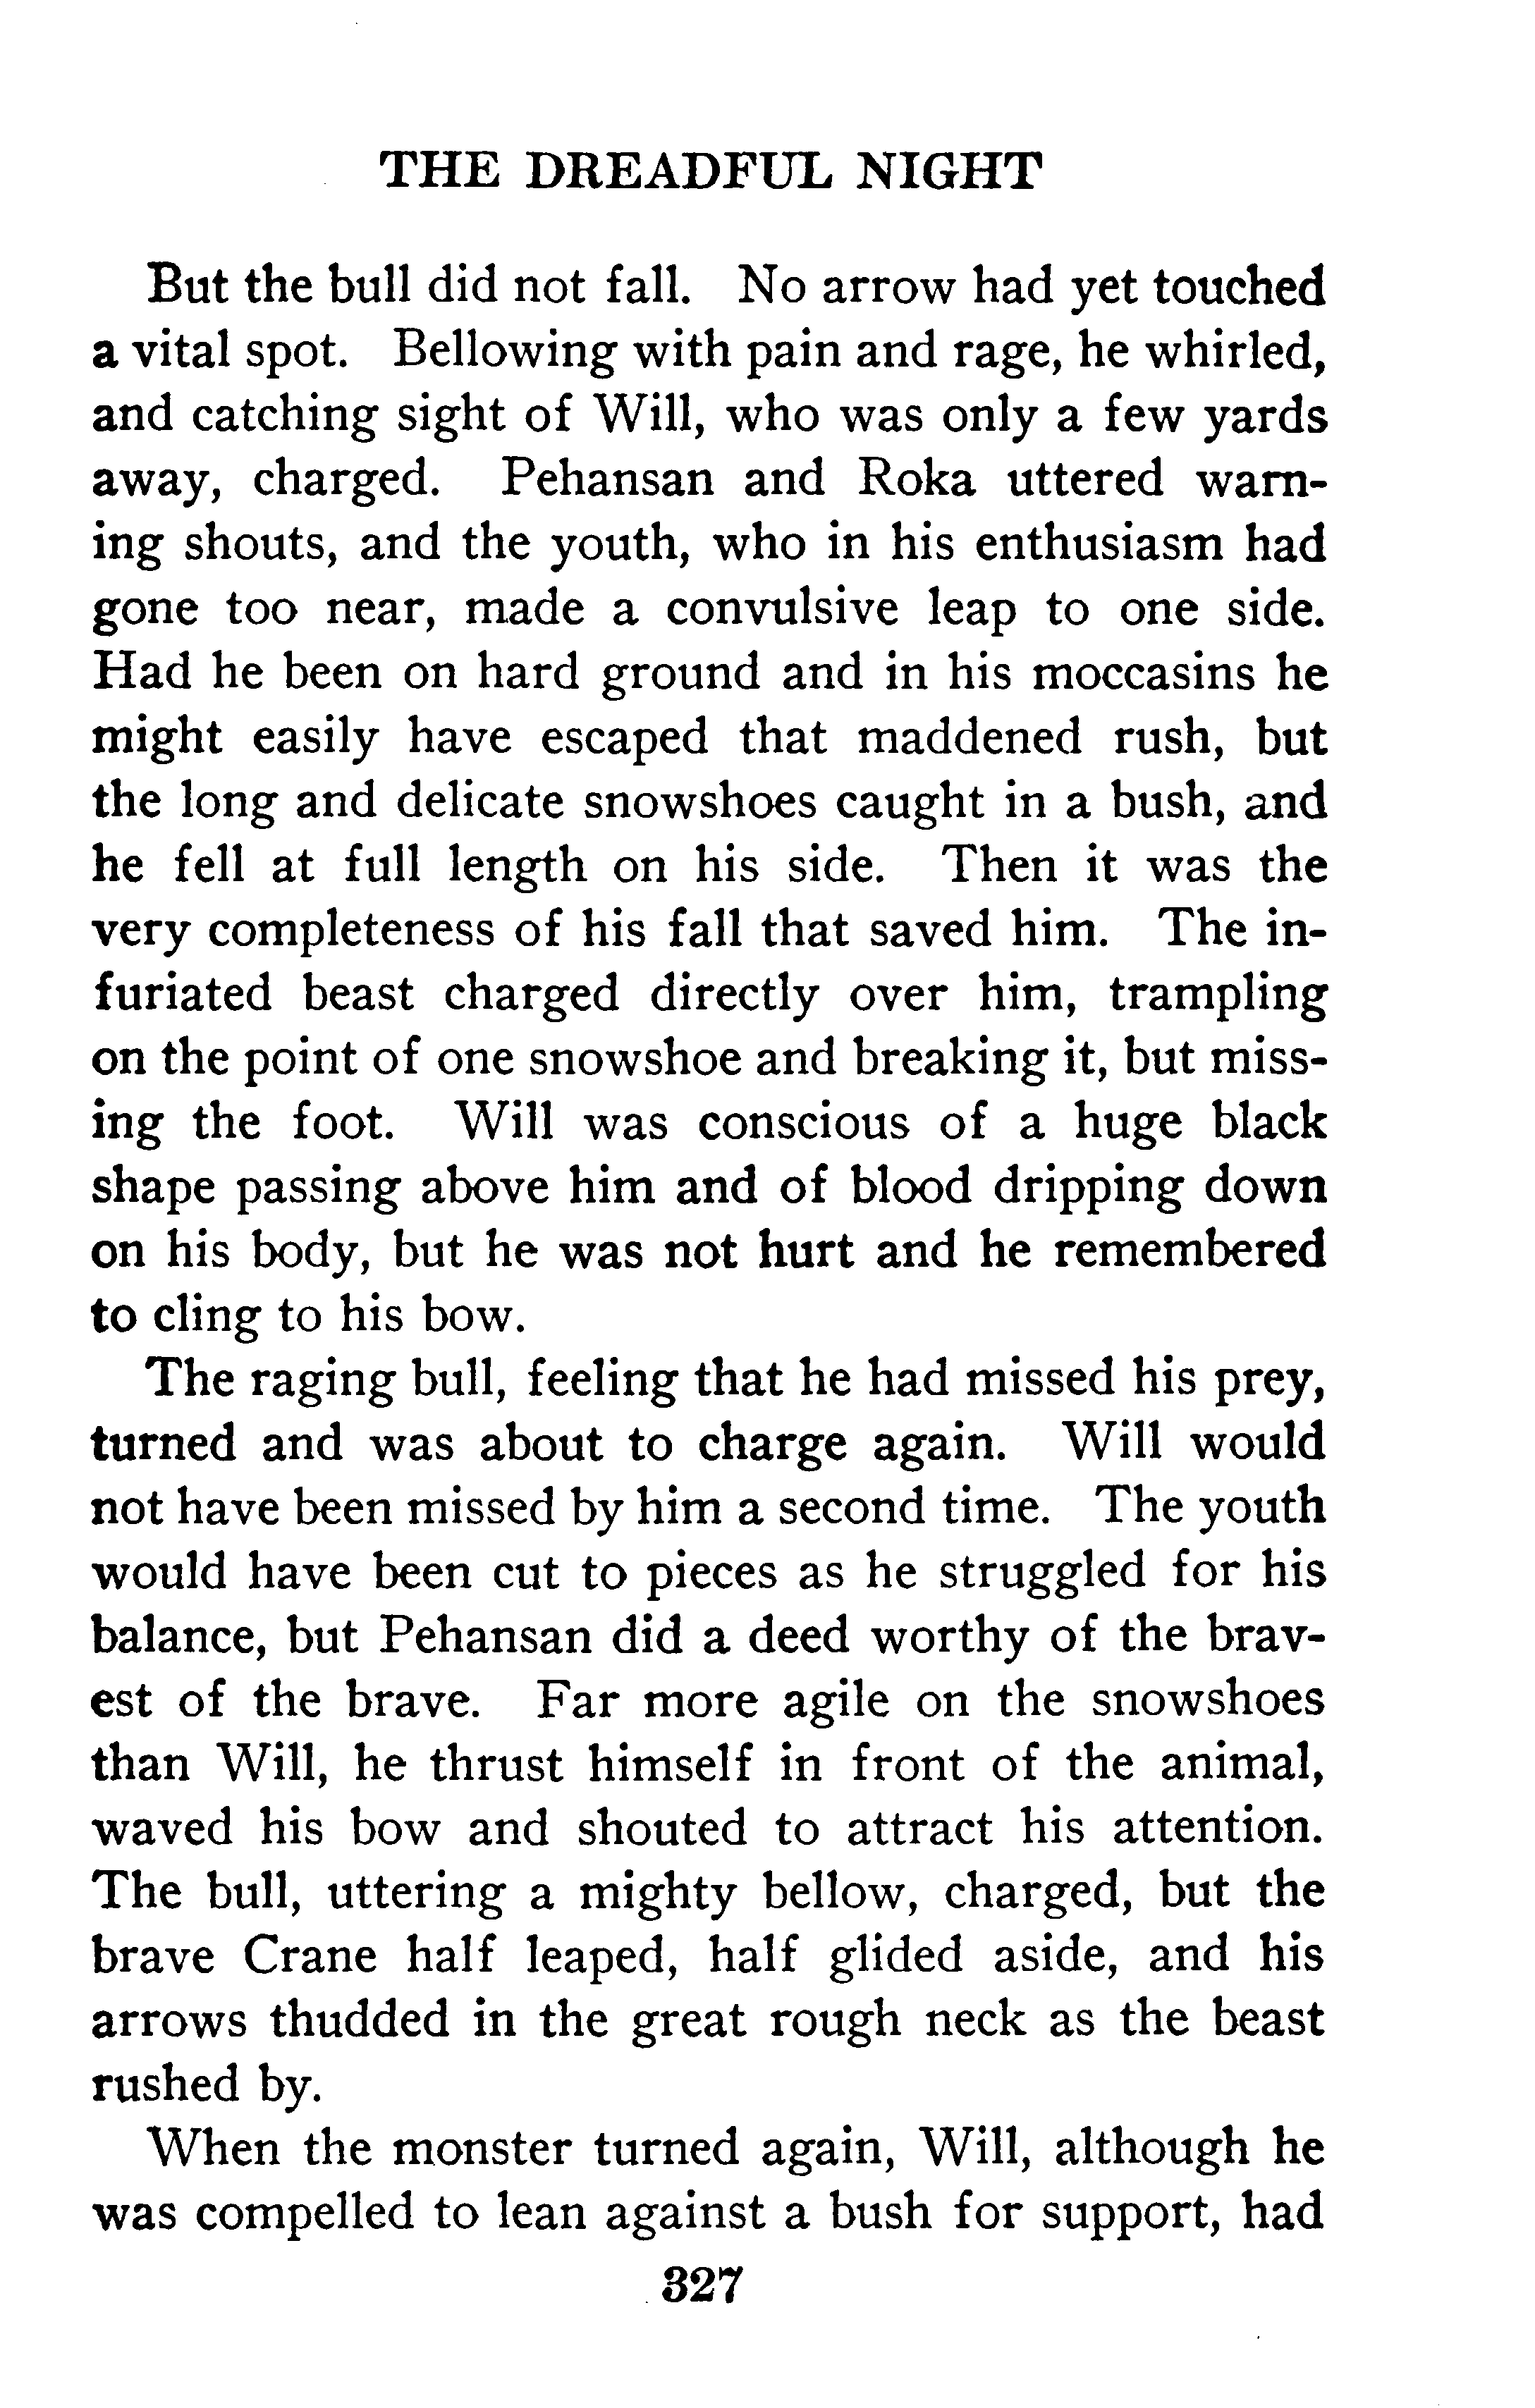 THE DREADFUL NIGHT
But the bull did not fall. No arrow had yet touched
a vital spot. Bellowing with pain and rage, he whirled,
and catching sight of Will, who was only a few yards
away, charged. Pehansan and Roka uttered warn-
ing shouts, and the youth, who in his enthusiasm had
gone too near, made a convulsive leap to one side.
Had he been on hard ground and in his moccasins he
might easily have escaped that maddened rush, but
the long and delicate snowshoes caught in a bush, and
he fell at full length on his side. Then it was the
very completeness of his fall that saved him. The in-
furiated beast charged directly over him, trampling
on the point of one snowshoe and breaking it, but miss-
ing the foot. Will was conscious of a huge black
shape passing above him and of blood dripping down
on his body, but he was not hurt and he remembered
to cling to his bow.
The raging bull, feeling that he had missed his prey,
turned and was about to charge again. Will would
not have been missed by him a second time. The youth
would have been cut to pieces as he struggled for his
balance, but Pehansan did a deed worthy of the brav-
est of the brave. Far more agile on the snowshoes
than Will, he thrust himself in front of the animal,
waved his bow and shouted to attract his attention.
The bull, uttering a mighty bellow, charged, but the
brave Crane half leaped, half glided aside, and his
arrows thudded in the great rough neck as the beast
rushed by.
When the monster turned again, Will, although he
was compelled to lean against a bush for support, had
327